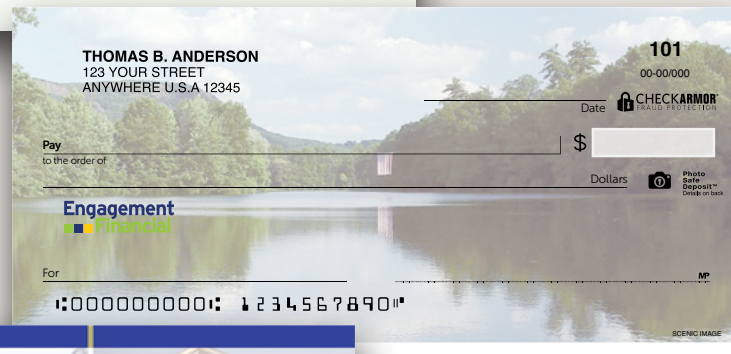 THOMAS B. ANDERSON
123 YOUR STREET
ANYWHERE U.S.A 12345
101
00-00/000
Date
CHECKARMOR®
FRAUD PROTECTION
Pay
to the order of
$
Dollars
Photo
Safe
Deposit™
Details on back
Engagement
Financial
For
MP
⑆000000000⑆ 1234567890⑈
SCENIC IMAGE